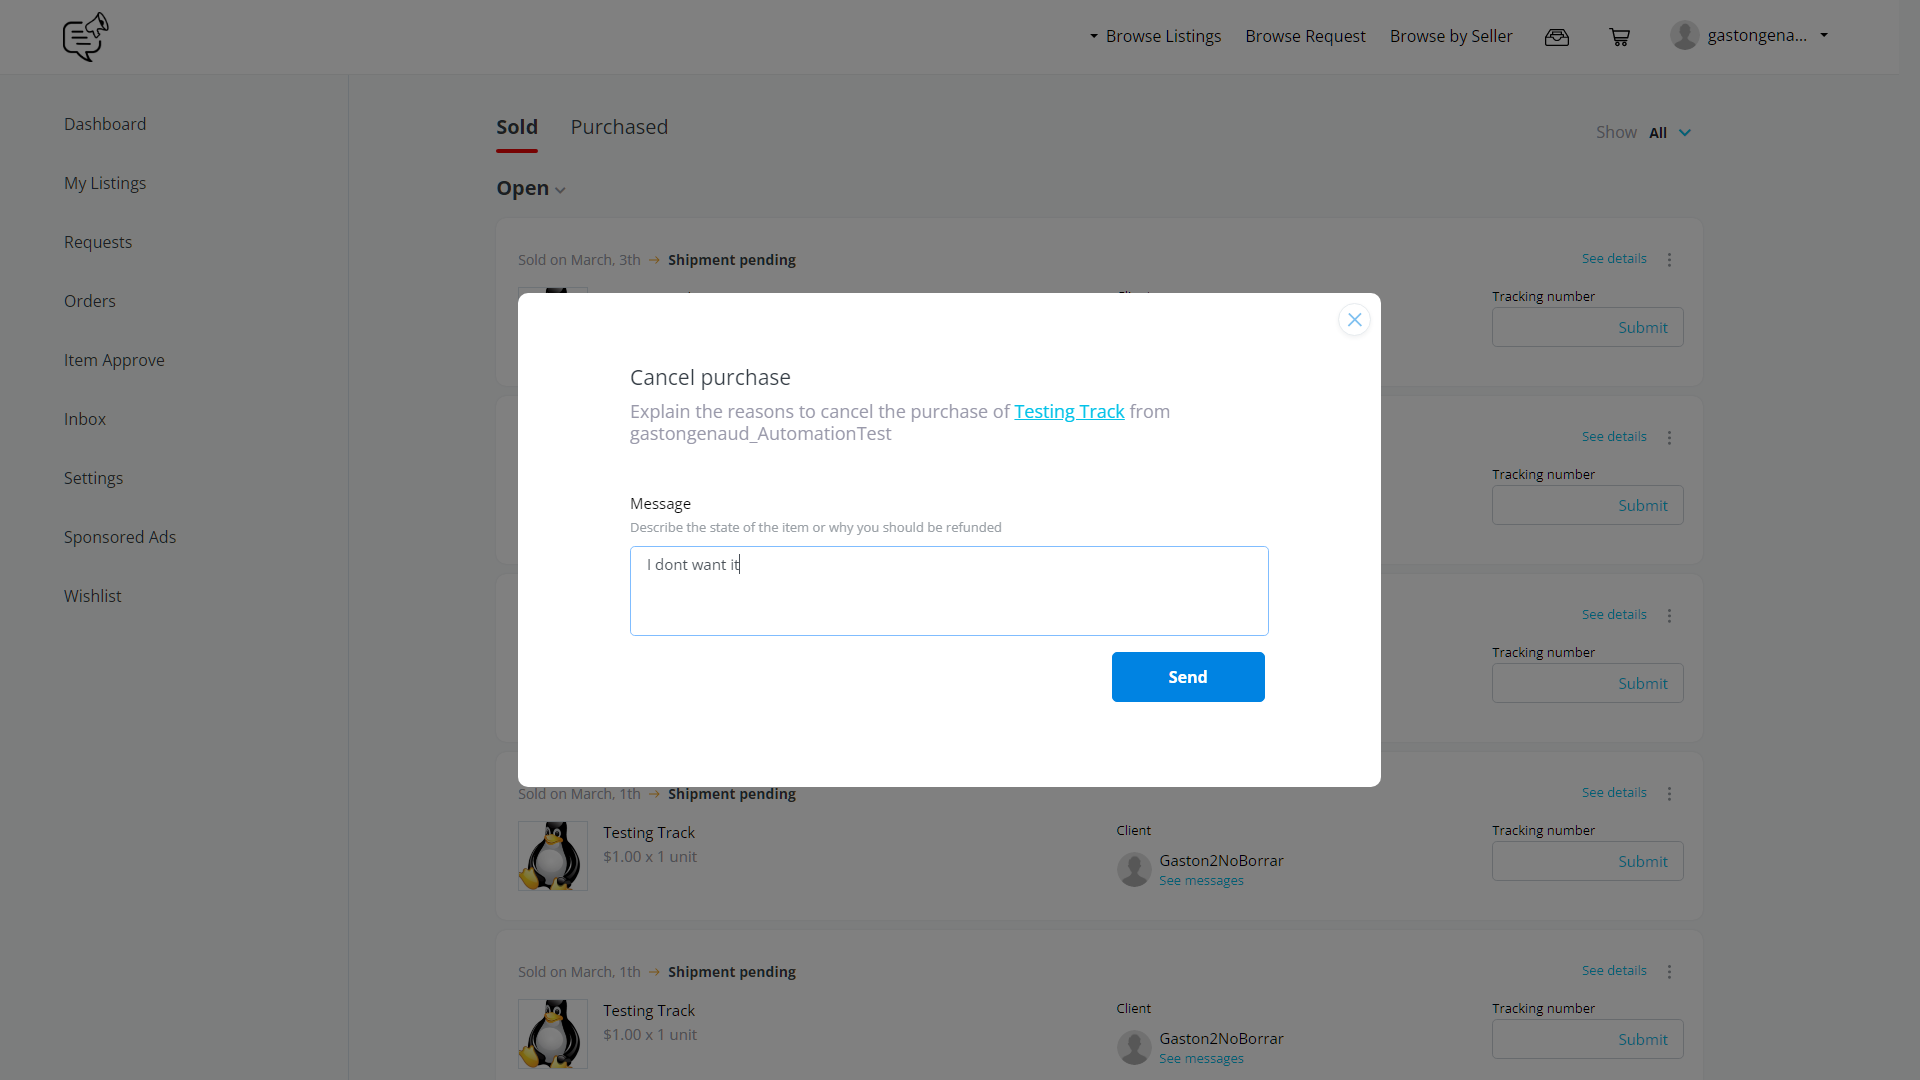 Browse Listings
Browse Request
Browse by Seller
gastongena...
Dashboard
My Listings
Requests
Orders
Item Approve
Inbox
Settings
Sponsored Ads
Wishlist
Sold
Purchased
Show All
Open
Sold on March, 3th → Shipment pending
See details
Tracking number
Submit
Cancel purchase
Explain the reasons to cancel the purchase of Testing Track from
gastongenaud_AutomationTest
Message
Describe the state of the item or why you should be refunded
I dont want it
Send
See details
Tracking number
Submit
See details
Tracking number
Submit
Sold on March, 1th → Shipment pending
See details
Testing Track
$1.00 x 1 unit
Client
Gaston2NoBorrar
See messages
Tracking number
Submit
Sold on March, 1th → Shipment pending
See details
Testing Track
$1.00 x 1 unit
Client
Gaston2NoBorrar
See messages
Tracking number
Submit